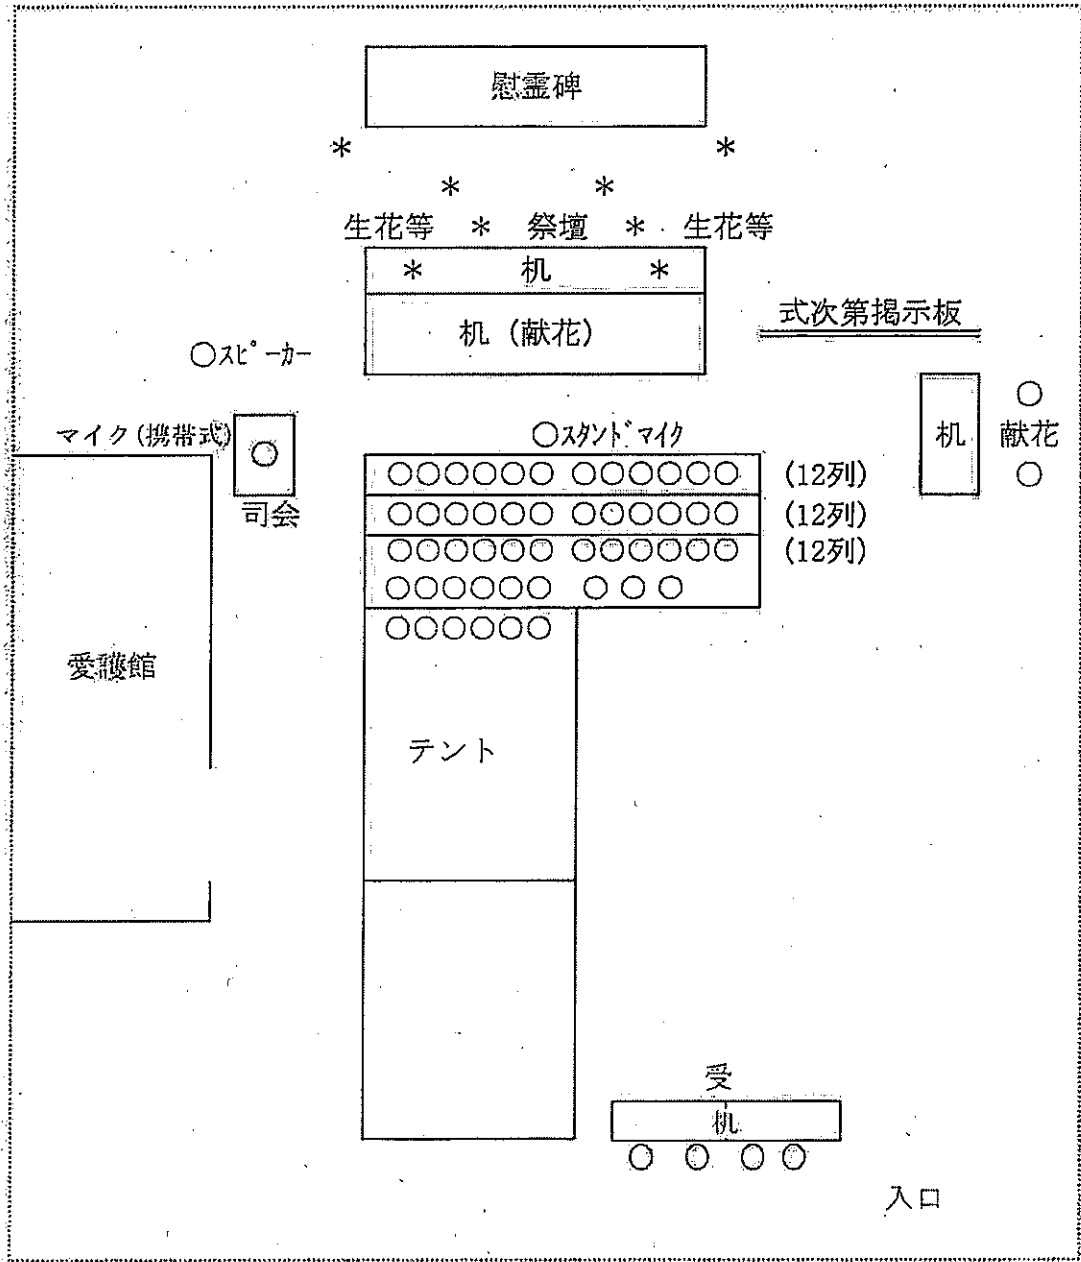 慰霊碑
* *
* *
生花等 * 祭壇 * 生花等
* 机 *
机 (献花)
式次第掲示板
○スピーカー
マイク(携帯式)
司会
○スタンドマイク
机
献花
(12列)
(12列)
(12列)
愛護館
テント
受
机
入口